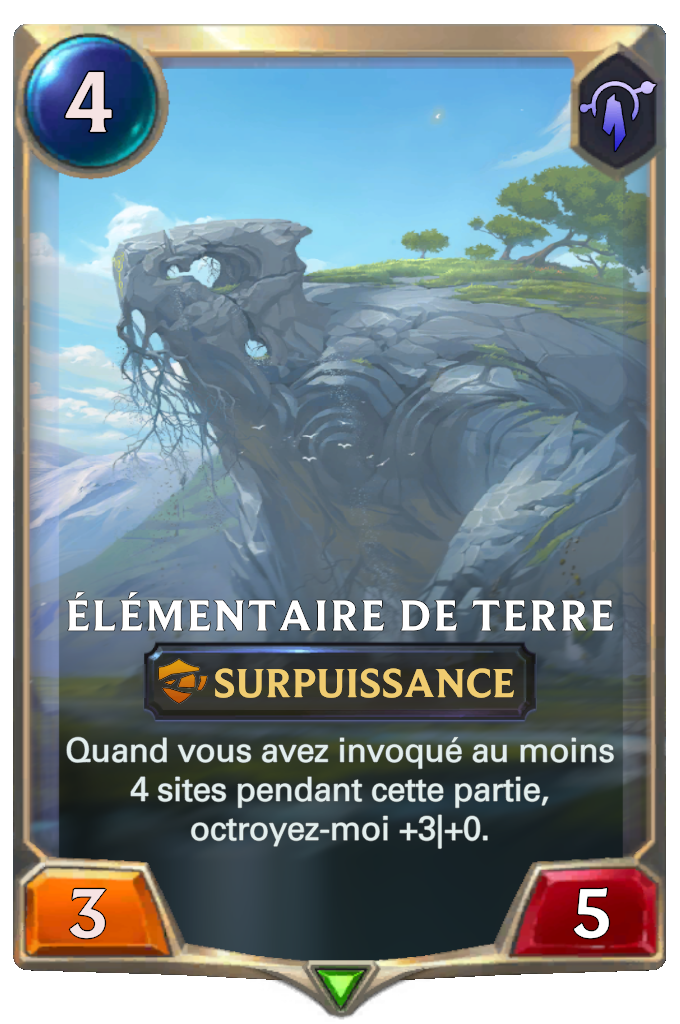 4
ÉLÉMENTAIRE DE TERRE
SURPUISSANCE
Quand vous avez invoqué au moins
4 sites pendant cette partie,
octroyez-moi +3|+0.
3
5